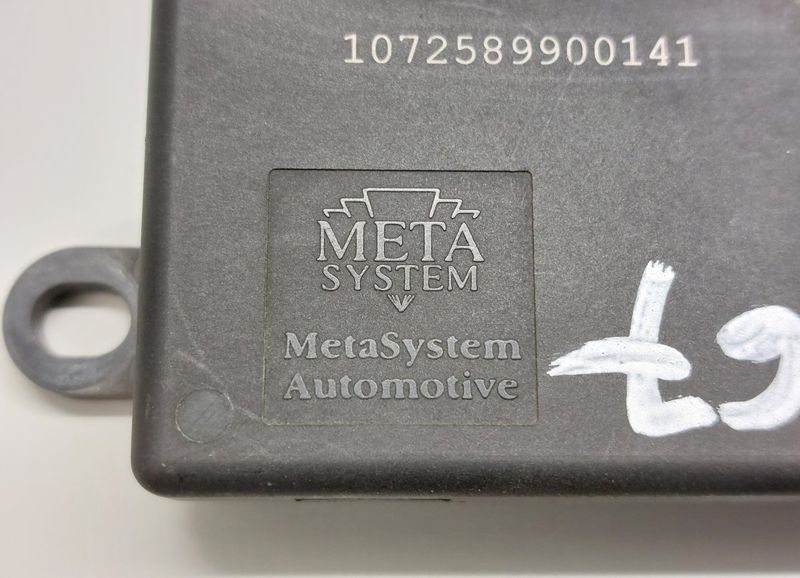 1072589900141
META
SYSTEM
MetaSystem
Automotive